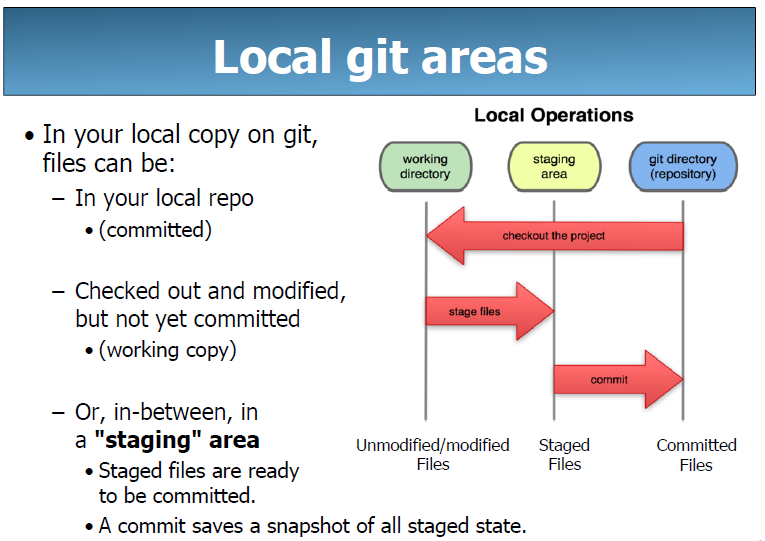 Local git areas
• In your local copy on git,
files can be:
– In your local repo
• (committed)
– Checked out and modified,
but not yet committed
• (working copy)
– Or, in-between, in
a "staging" area
• Staged files are ready
to be committed.
• A commit saves a snapshot of all staged state.
Local Operations
working
directory
staging
area
git directory
(repository)
checkout the project
stage files
commit
Unmodified/modified
Files
Staged
Files
Committed
Files